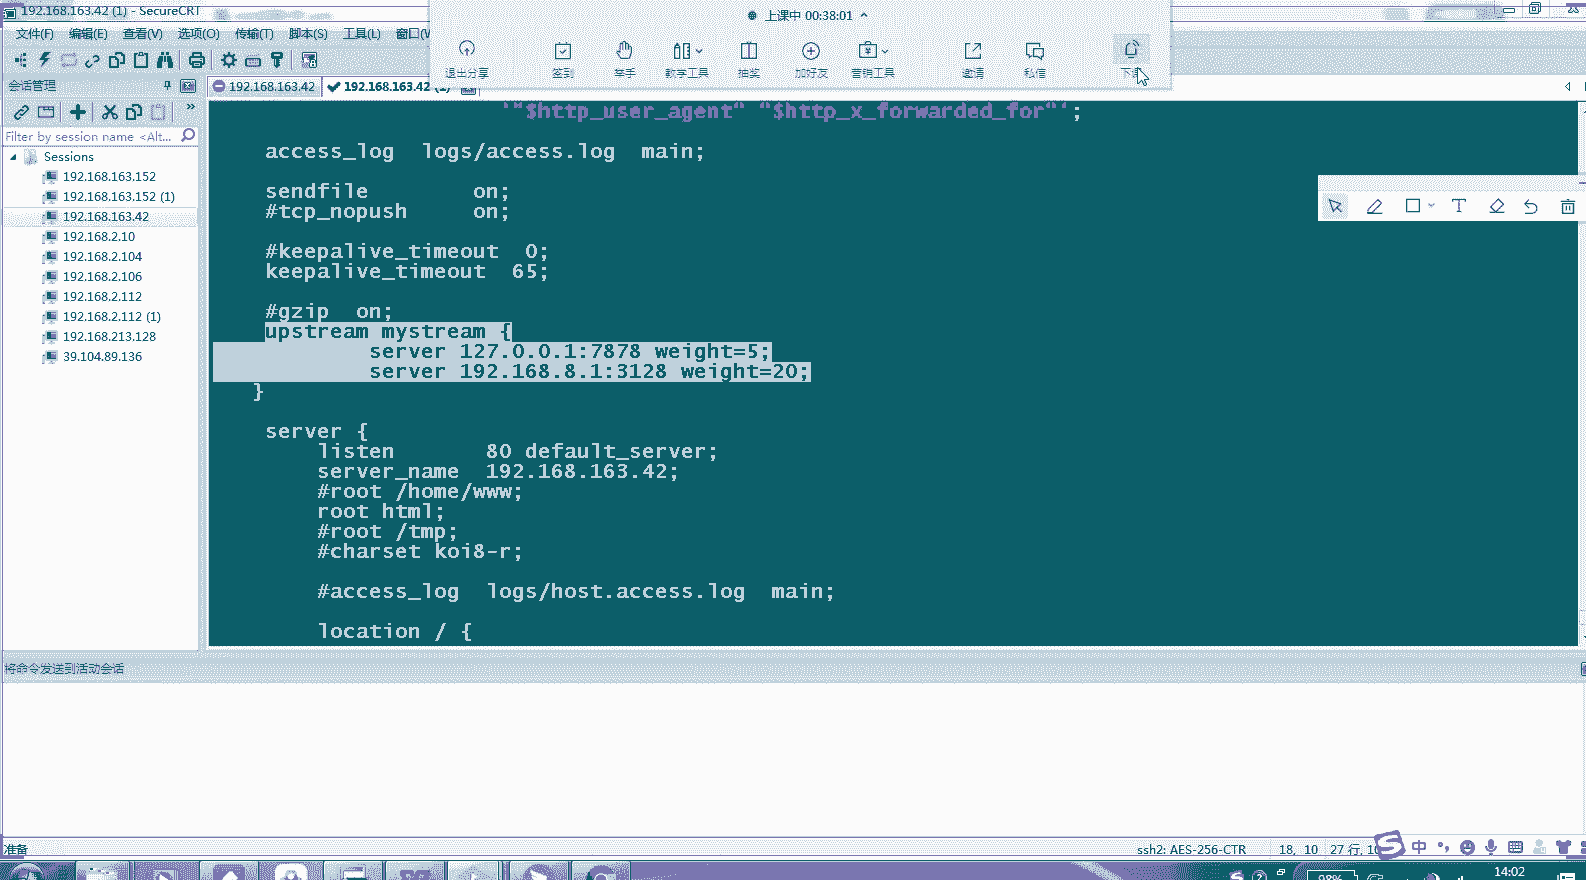 192.168.163.42 (1) - SecureCRT
上课中 00:38:01
文件(F) 编辑(E) 查看(V) 选项(O) 传输(T) 脚本(S) 工具(L) 窗口(V
退出分享 签到 举手 教学工具 抽奖 加好友 营销工具 邀请 私信 下课
会话管理
192.168.163.42
192.168.163.42 (1)
Filter by session name <Alt...
Sessions
192.168.163.152
192.168.163.152 (1)
192.168.163.42
192.168.2.10
192.168.2.104
192.168.2.106
192.168.2.112
192.168.2.112 (1)
192.168.213.128
39.104.89.136
'"$http_user_agent" "$http_x_forwarded_for"';
access_log logs/access.log main;
sendfile on;
#tcp_nopush on;
#keepalive_timeout 0;
keepalive_timeout 65;
#gzip on;
upstream mystream {
server 127.0.0.1:7878 weight=5;
server 192.168.8.1:3128 weight=20;
}
server {
listen 80 default_server;
server_name 192.168.163.42;
#root /home/www;
root html;
#root /tmp;
#charset koi8-r;
#access_log logs/host.access.log main;
location / {
将命令发送到活动会话
准备
ssh2: AES-256-CTR 18, 10 27 行, 10
中
98%
14:02